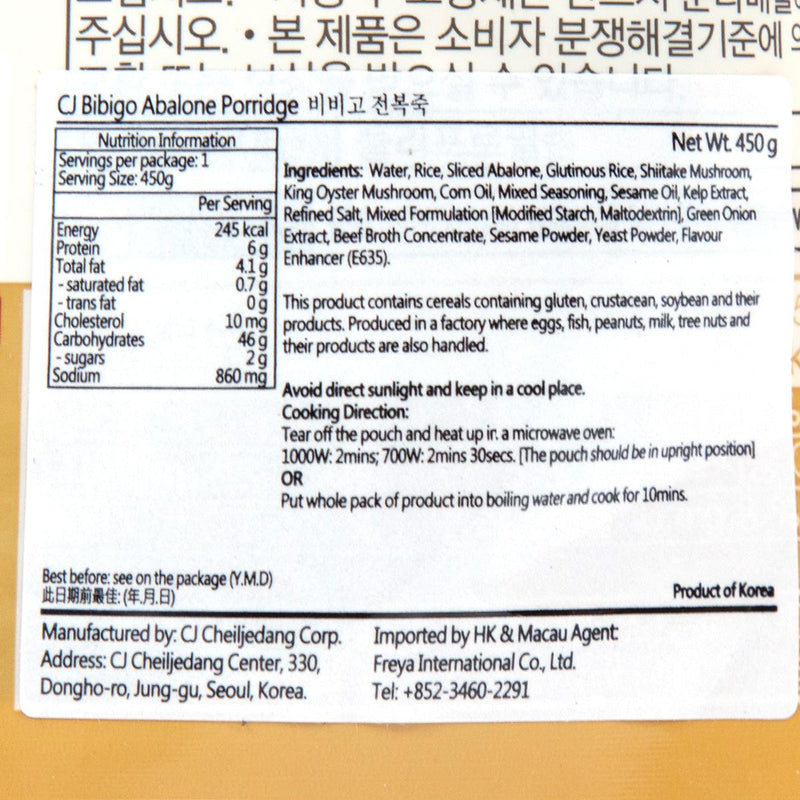 주십시오. • 본 제품은 소비자 분쟁해결기준에
CJ Bibigo Abalone Porridge 비비고 전복죽
Nutrition Information
Servings per package: 1
Serving Size: 450g
Per Serving
Energy 245 kcal
Protein 6 g
Total fat 4.1 g
- saturated fat 0.7 g
- trans fat 0 g
Cholesterol 10 mg
Carbohydrates 46 g
- sugars 2 g
Sodium 860 mg
Net Wt. 450 g
Ingredients: Water, Rice, Sliced Abalone, Glutinous Rice, Shiitake Mushroom,
King Oyster Mushroom, Corn Oil, Mixed Seasoning, Sesame Oil, Kelp Extract,
Refined Salt, Mixed Formulation [Modified Starch, Maltodextrin], Green Onion
Extract, Beef Broth Concentrate, Sesame Powder, Yeast Powder, Flavour
Enhancer (E635).
This product contains cereals containing gluten, crustacean, soybean and their
products. Produced in a factory where eggs, fish, peanuts, milk, tree nuts and
their products are also handled.
Avoid direct sunlight and keep in a cool place.
Cooking Direction:
Tear off the pouch and heat up in a microwave oven:
1000W: 2mins; 700W: 2mins 30secs. [The pouch should be in upright position]
OR
Put whole pack of product into boiling water and cook for 10mins.
Best before: see on the package (Y.M.D)
此日期前最佳: (年.月.日)
Product of Korea
Manufactured by: CJ Cheiljedang Corp.
Address: CJ Cheiljedang Center, 330,
Dongho-ro, Jung-gu, Seoul, Korea.
Imported by HK & Macau Agent:
Freya International Co., Ltd.
Tel: +852-3460-2291